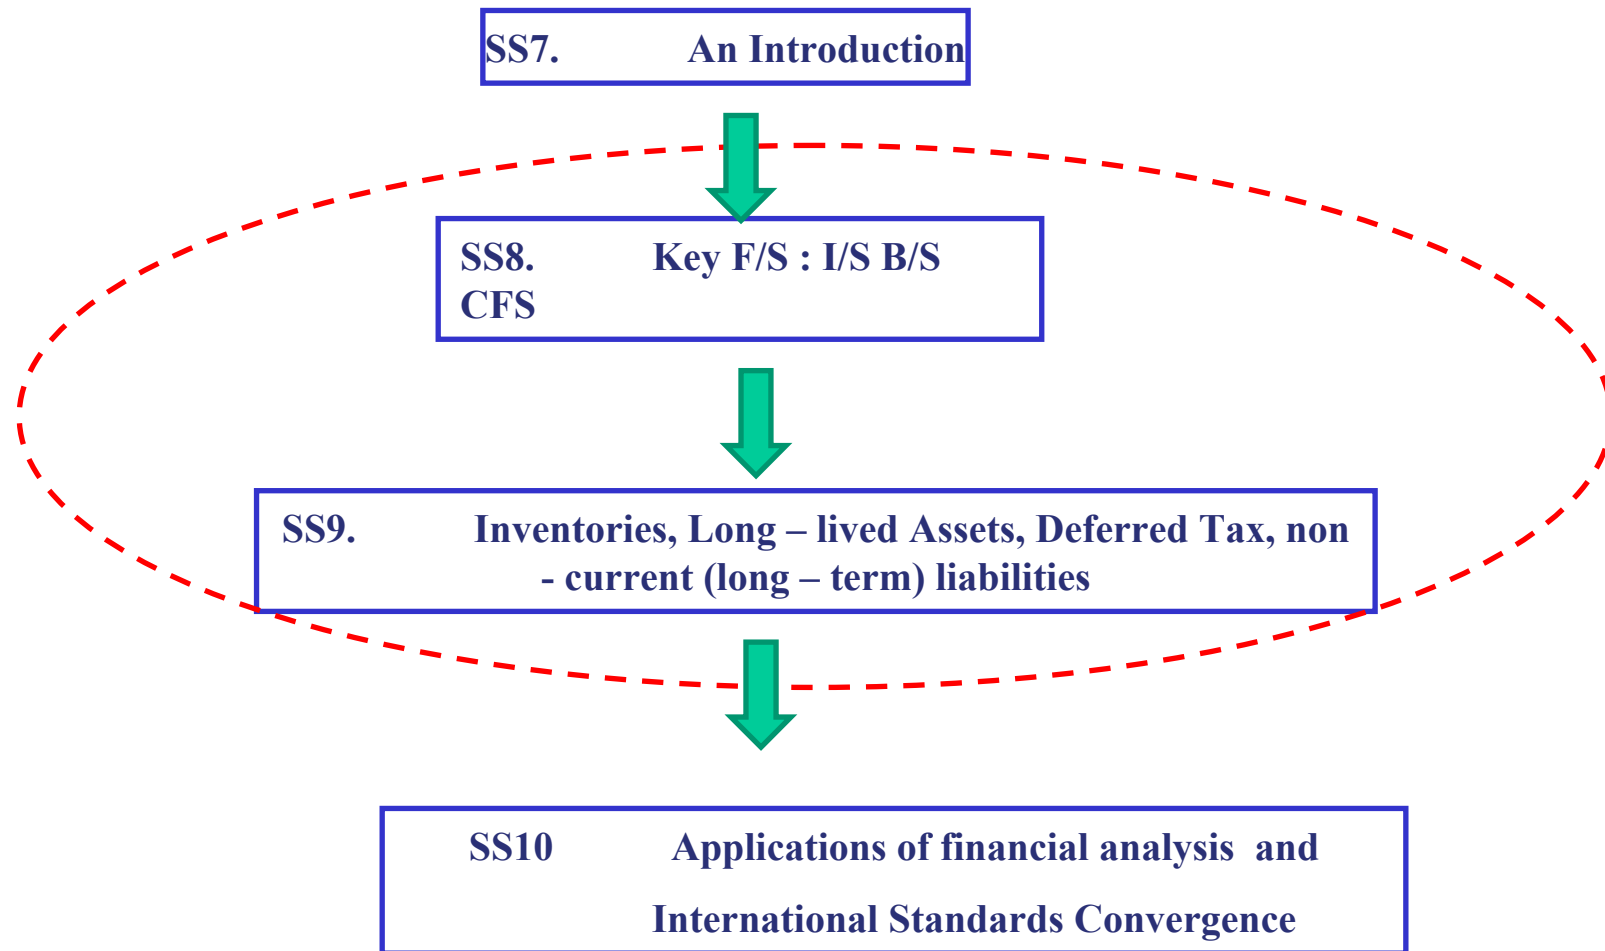 SS7. An Introduction
SS8. Key F/S : I/S B/S
CFS
SS9. Inventories, Long – lived Assets, Deferred Tax, non
- current (long – term) liabilities
SS10 Applications of financial analysis and
International Standards Convergence